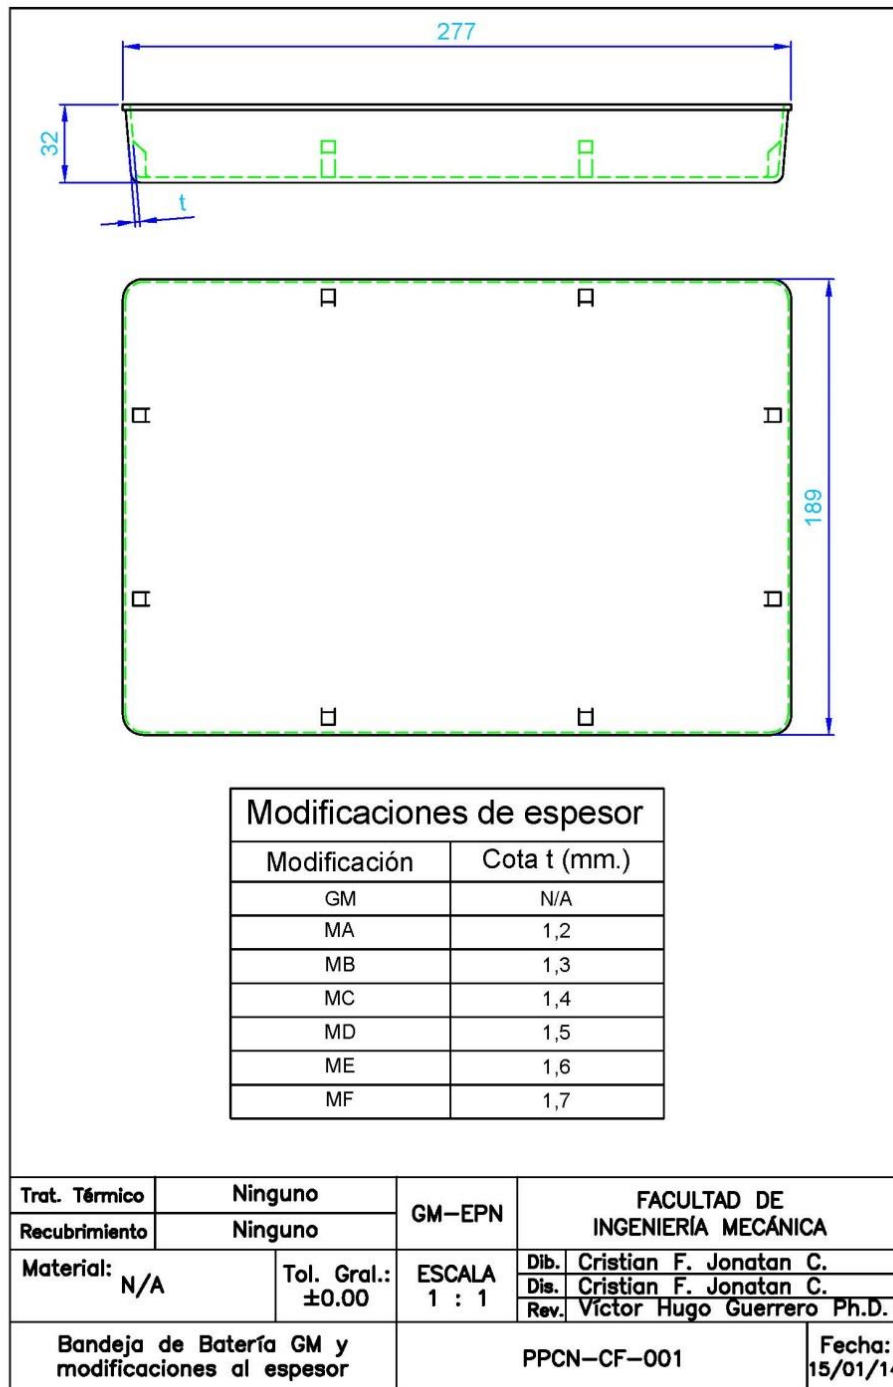 277
32
t
189
Modificaciones de espesor
Modificación Cota t (mm.)
GM N/A
MA 1,2
MB 1,3
MC 1,4
MD 1,5
ME 1,6
MF 1,7
Trat. Térmico Ninguno
Recubrimiento Ninguno
GM-EPN
FACULTAD DE
INGENIERÍA MECÁNICA
Material: N/A
Tol. Gral.:
±0.00
ESCALA
1 : 1
Dib. Cristian F. Jonatan C.
Dis. Cristian F. Jonatan C.
Rev. Víctor Hugo Guerrero Ph.D.
Bandeja de Batería GM y
modificaciones al espesor
PPCN-CF-001
Fecha:
15/01/14